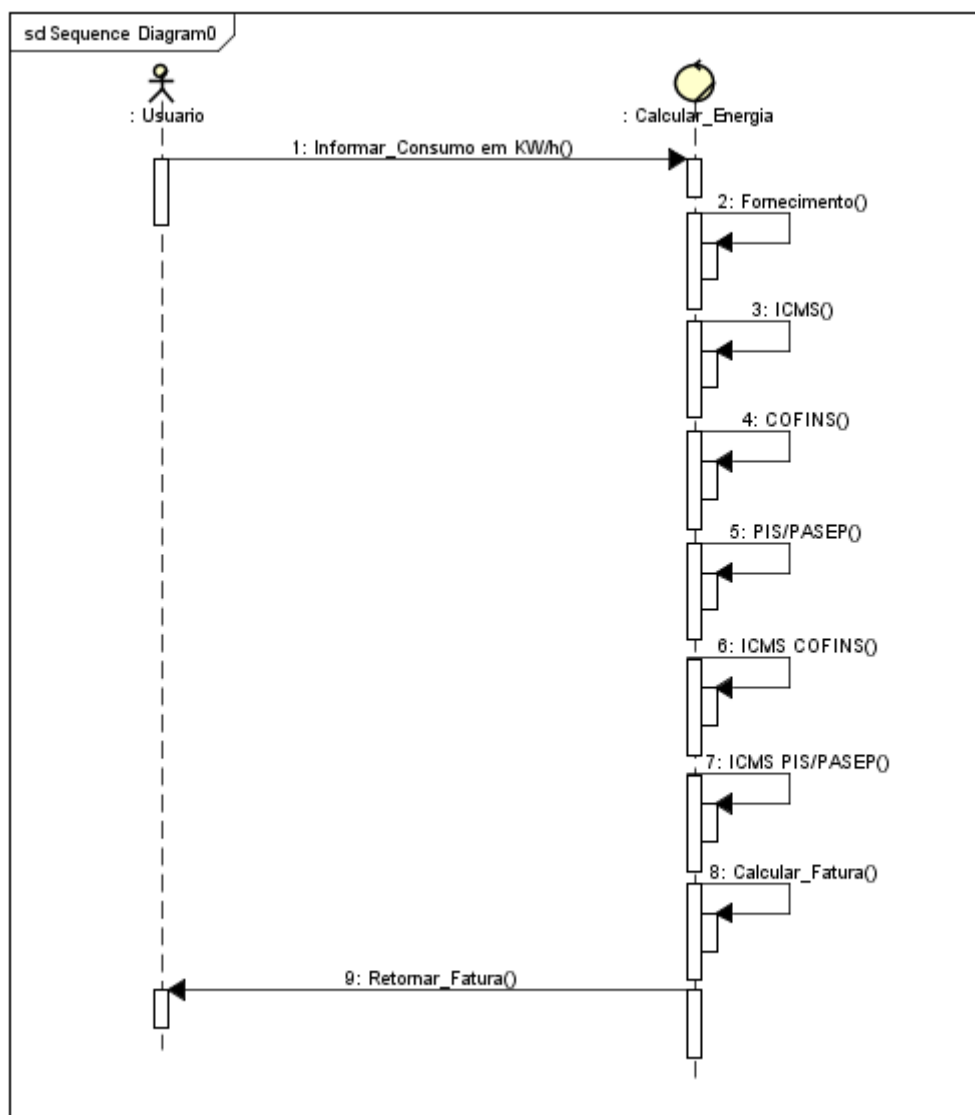 sd Sequence Diagram0
: Usuario
: Calcular_Energia
1: Informar_Consumo em KW/h()
2: Fornecimento()
3: ICMS()
4: COFINS()
5: PIS/PASEP()
6: ICMS COFINS()
7: ICMS PIS/PASEP()
8: Calcular_Fatura()
9: Retornar_Fatura()